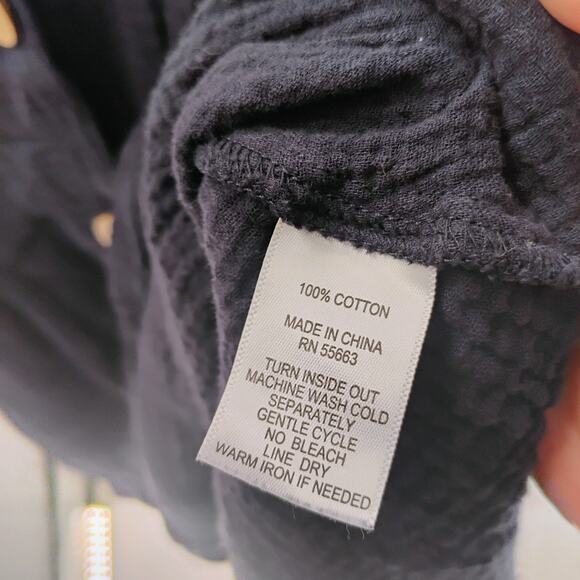 100% COTTON
MADE IN CHINA
RN 55663
TURN INSIDE OUT
MACHINE WASH COLD
SEPARATELY
GENTLE CYCLE
NO BLEACH
LINE DRY
WARM IRON IF NEEDED